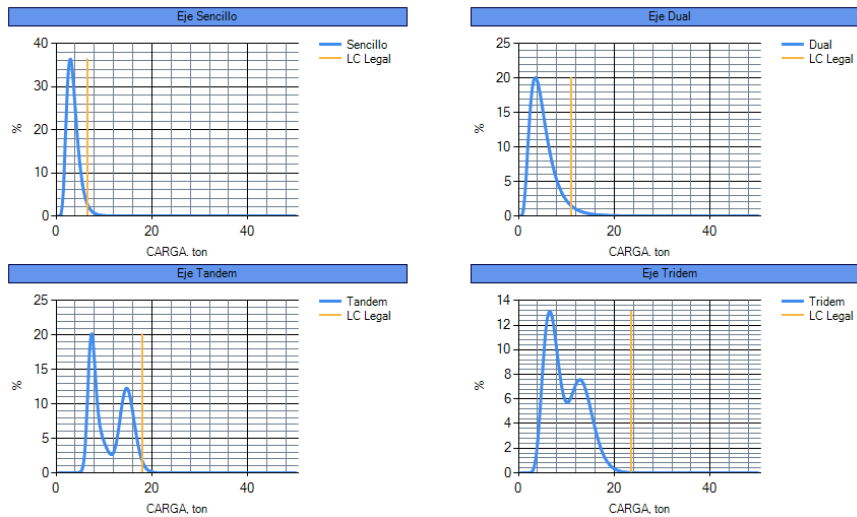 Eje Sencillo
40
30
20
10
0
%
0 20 40
CARGA, ton
Sencillo
LC Legal
Eje Dual
25
20
15
10
5
0
%
0 20 40
CARGA, ton
Dual
LC Legal
Eje Tandem
25
20
15
10
5
0
%
0 20 40
CARGA, ton
Tandem
LC Legal
Eje Tridem
14
12
10
8
6
4
2
0
%
0 20 40
CARGA, ton
Tridem
LC Legal